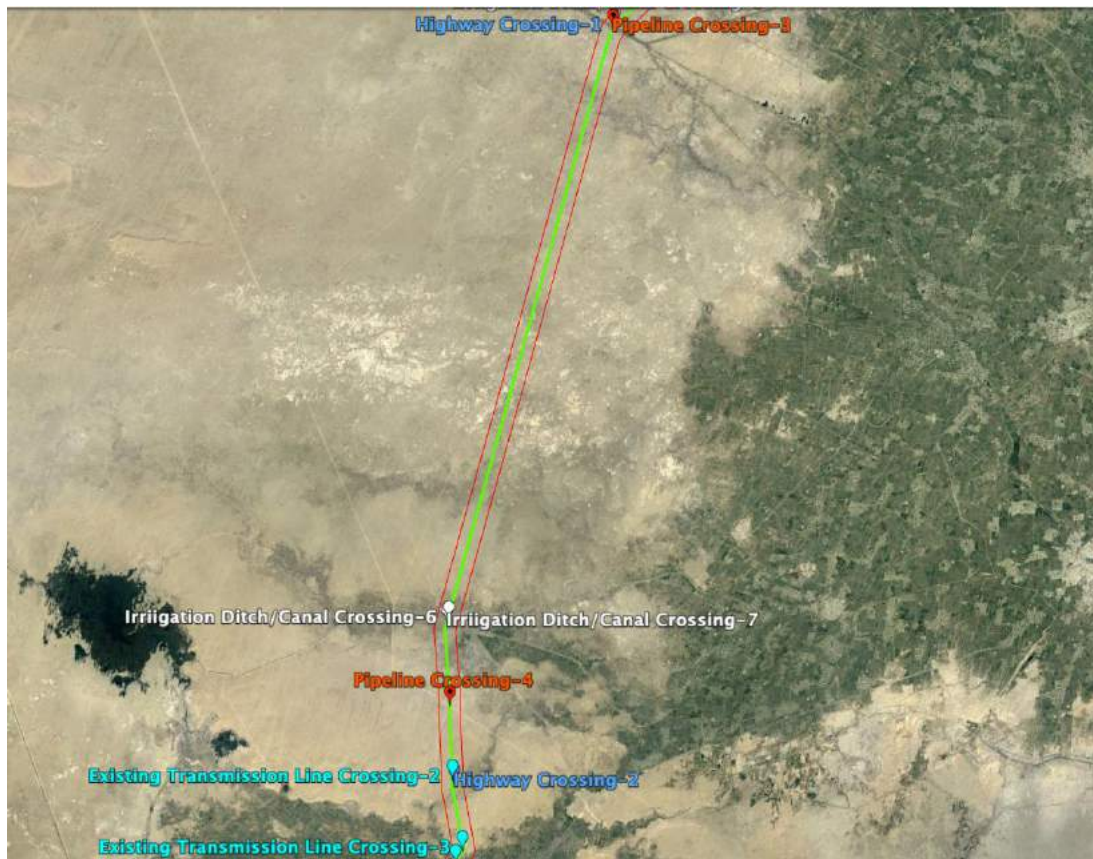 Highway Crossing-1 Pipeline Crossing-3
Irriigation Ditch/Canal Crossing-6 Irriigation Ditch/Canal Crossing-7
Pipeline Crossing-4
Existing Transmission Line Crossing-2 Highway Crossing-2
Existing Transmission Line Crossing-3